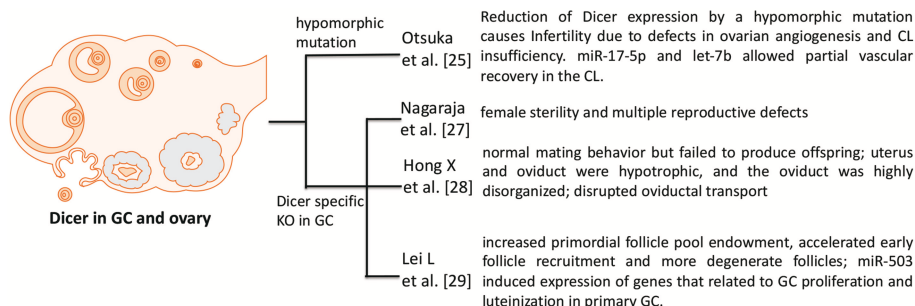 hypomorphic
mutation
Otsuka
et al. [25]
Reduction of Dicer expression by a hypomorphic mutation
causes Infertility due to defects in ovarian angiogenesis and CL
insufficiency. miR-17-5p and let-7b allowed partial vascular
recovery in the CL.
Nagaraja
et al. [27]
female sterility and multiple reproductive defects
Hong X
et al. [28]
normal mating behavior but failed to produce offspring; uterus
and oviduct were hypotrophic, and the oviduct was highly
disorganized; disrupted oviductal transport
Dicer in GC and ovary
Dicer specific
KO in GC
Lei L
et al. [29]
increased primordial follicle pool endowment, accelerated early
follicle recruitment and more degenerate follicles; miR-503
induced expression of genes that related to GC proliferation and
luteinization in primary GC.